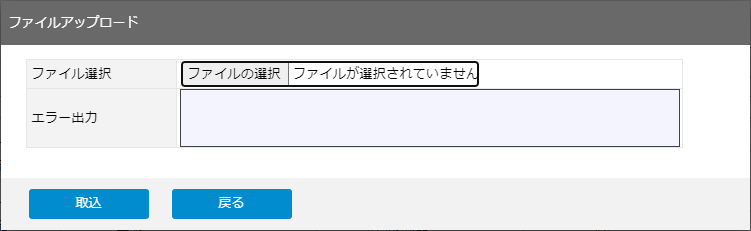 ファイルアップロード
ファイル選択 ファイルの選択 ファイルが選択されていません
エラー出力
取込 戻る